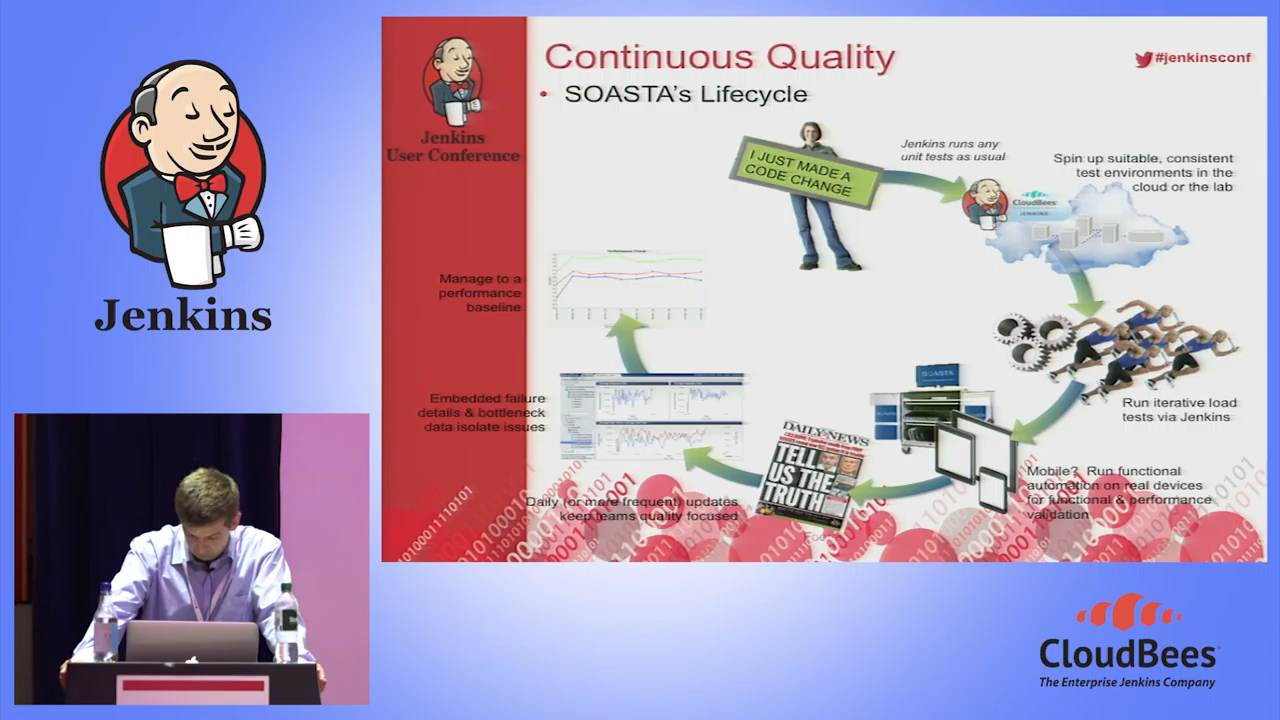 Jenkins
Jenkins
User Conference
Continuous Quality
#jenkinsconf
• SOASTA's Lifecycle
I JUST MADE A
CODE CHANGE
Jenkins runs any
unit tests as usual
CloudBees
JENKINS
Spin up suitable, consistent
test environments in the
cloud or the lab
Run iterative load
tests via Jenkins
SOASTA
Mobile? Run functional
automation on real devices
for functional & performance
validation
DAILY NEWS
TELL
US THE
TRUTH
Daily (or more frequent) updates
keep teams quality focused
Embedded failure
details & bottleneck
data isolate issues
Manage to a
performance
baseline
CloudBees
The Enterprise Jenkins Company